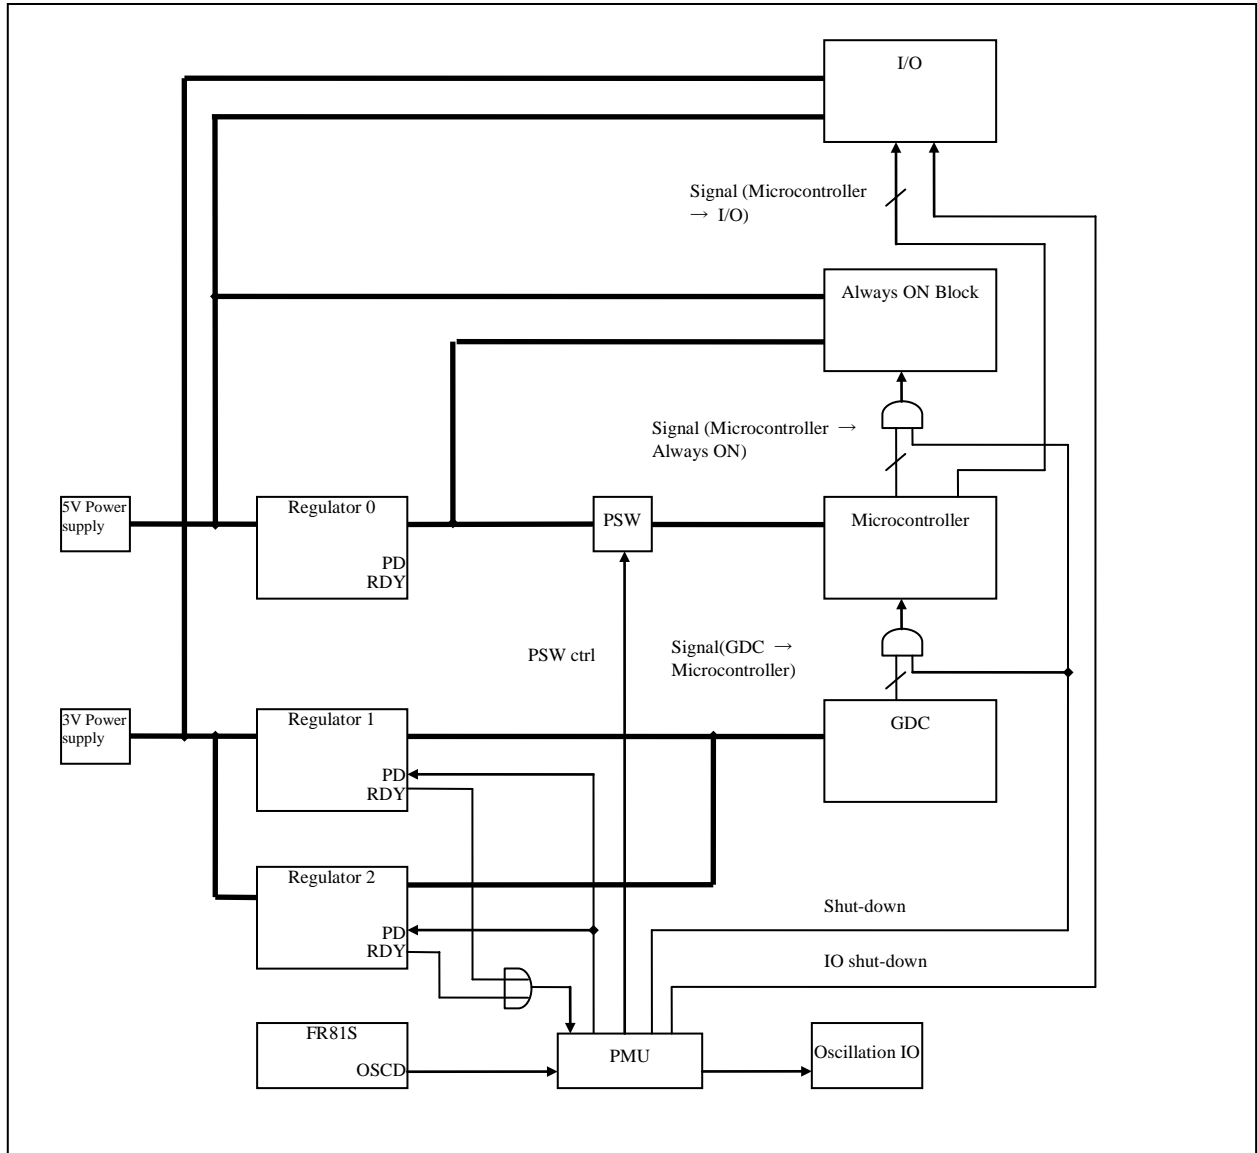 I/O
Signal (Microcontroller
→ I/O)
Always ON Block
Signal (Microcontroller →
Always ON)
5V Power
supply
Regulator 0
PD
RDY
PSW
Microcontroller
PSW ctrl
Signal(GDC →
Microcontroller)
3V Power
supply
Regulator 1
PD
RDY
GDC
Regulator 2
PD
RDY
Shut-down
IO shut-down
FR81S
OSCD
PMU
Oscillation IO